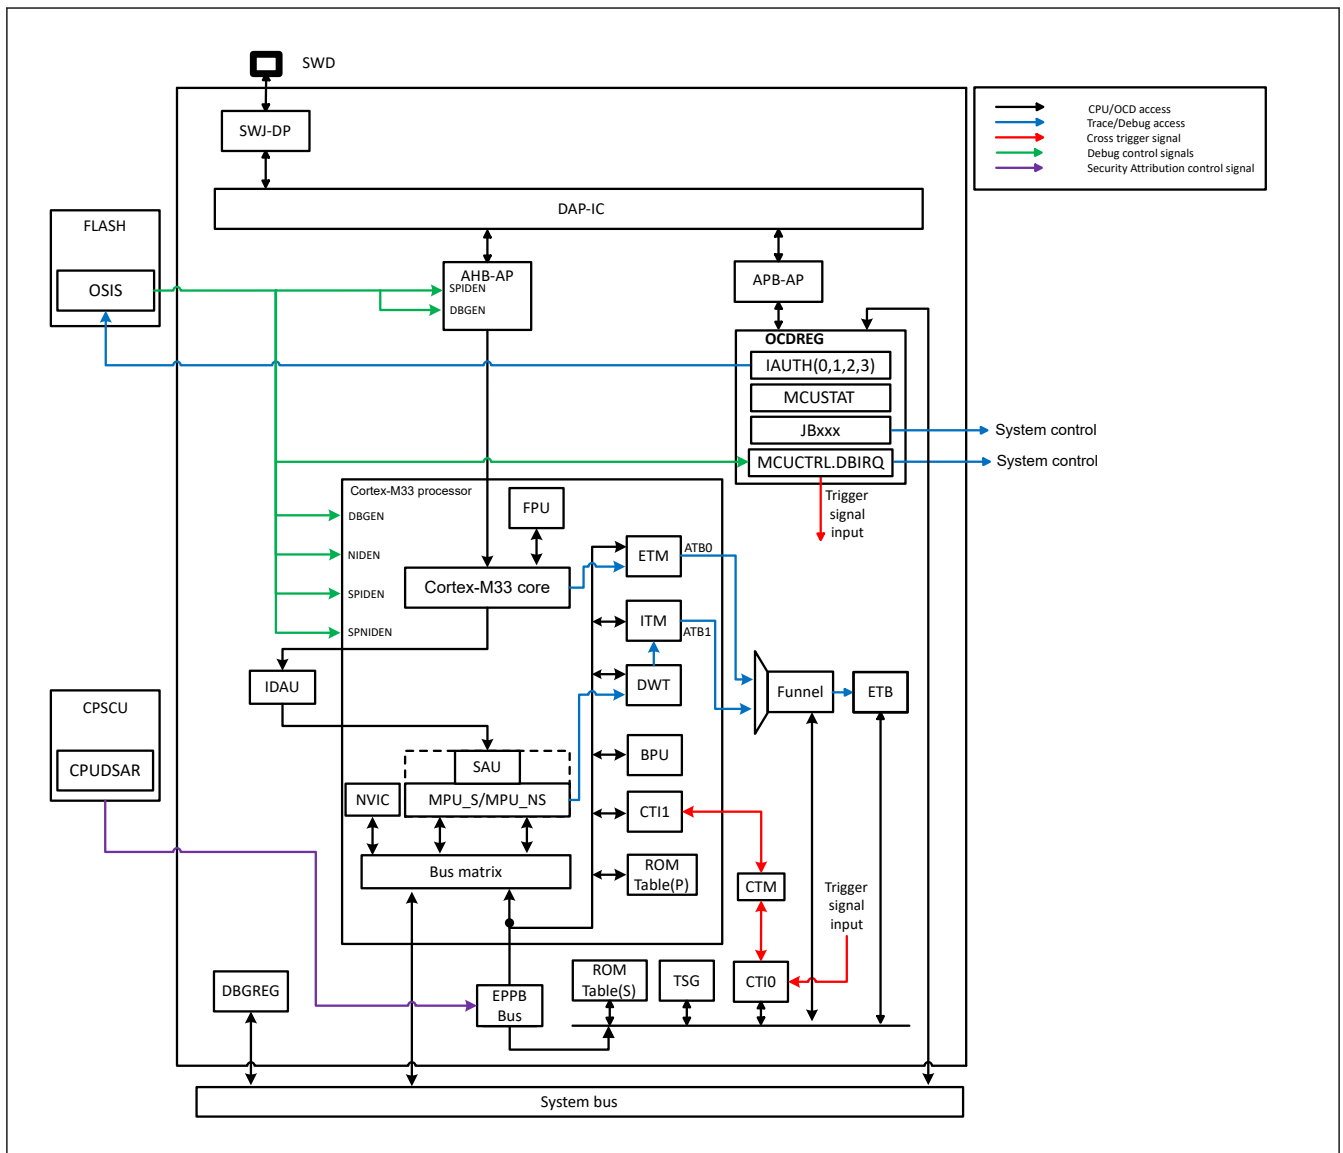 SWD
SWJ-DP
CPU/OCD access
Trace/Debug access
Cross trigger signal
Debug control signals
Security Attribution control signal
DAP-IC
FLASH
OSIS
AHB-AP
SPIDEN
DBGEN
APB-AP
OCDREG
IAUTH(0,1,2,3)
MCUSTAT
JBxxx
System control
MCUCTRL.DBIRQ
System control
Trigger
signal
input
Cortex-M33 processor
DBGEN
NIDEN
SPIDEN
SPNIDEN
FPU
Cortex-M33 core
ETM
ATB0
ITM
ATB1
DWT
IDAU
Funnel
ETB
CPSCU
CPUDSAR
SAU
MPU_S/MPU_NS
NVIC
BPU
CTI1
Bus matrix
ROM
Table(P)
CTM
Trigger
signal
input
DBGREG
EPPB
Bus
ROM
Table(S)
TSG
CTI0
System bus